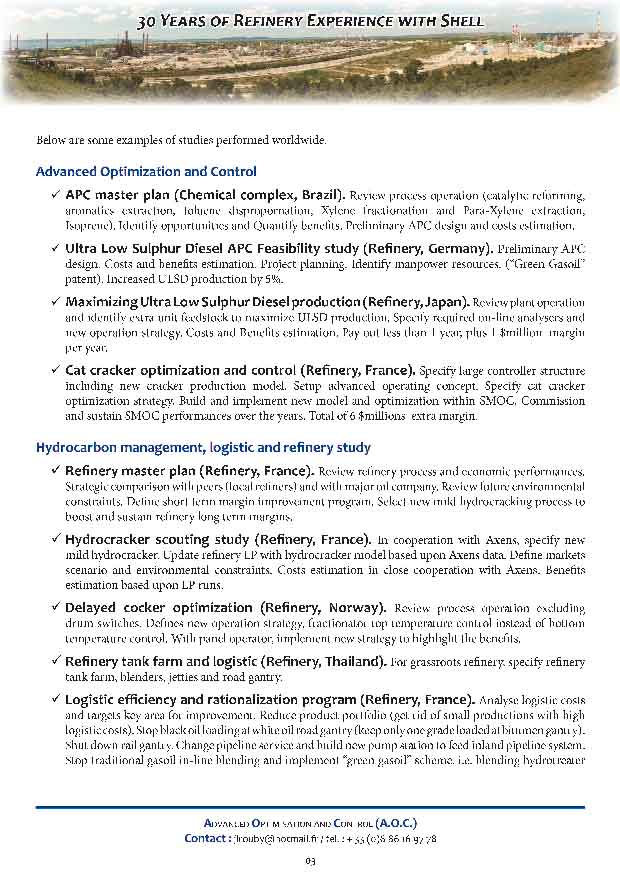 30 Years of Refinery Experience with Shell
Below are some examples of studies performed worldwide.
Advanced Optimization and Control
✓ APC master plan (Chemical complex, Brazil). Review process operation (catalytic reforming,
aromatics extraction, toluene disproportion, Xylene fractionation and Para-Xylene extraction,
Isoprene). Identify opportunities and Quantify benefits. Preliminary APC design and costs estimation.
✓ Ultra Low Sulphur Diesel APC Feasibility study (Refinery, Germany). Preliminary APC
design. Costs and benefits estimation. Project planning. Identify manpower resources. ("Green Gasoil"
patent). Increased ULSD production by 5%.
✓ Maximizing Ultra Low Sulphur Diesel production (Refinery, Japan). Review plant operation
and identify extra unit feedstock to maximize ULSD production. Specify required on-line analysers and
new operation strategy. Costs and Benefits estimation. Pay out less than 1 year, plus 1 $million margin
per year.
✓ Cat cracker optimization and control (Refinery, France). Specify large controller structure
including new cracker production model. Setup advanced operating concept. Specify cat cracker
optimization strategy. Build and implement new model and optimization within SMOC. Commission
and sustain SMOC performances over the years. Total of 6 $millions extra margin.
Hydrocarbon management, logistic and refinery study
✓ Refinery master plan (Refinery, France). Review refinery process and economic performances.
Strategic comparison with peers (local refiners) and with major oil company. Review future environmental
constraints. Define short term margin improvement program. Select new mild hydrocracking process to
boost and sustain refinery long term margins.
✓ Hydrocracker scouting study (Refinery, France). In cooperation with Axens, specify new
mild hydrocracker. Update refinery LP with hydrocracker model based upon Axens data. Define markets
scenario and environmental constraints. Costs estimation in close cooperation with Axens. Benefits
estimation based upon LP runs.
✓ Delayed cocker optimization (Refinery, Norway). Review process operation excluding
drum switches. Defines new operation strategy, fractionator top temperature control instead of bottom
temperature control. With panel operator, implement new strategy to highlight the benefits.
✓ Refinery tank farm and logistic (Refinery, Thailand). For grassroots refinery, specify refinery
tank farm, blenders, jetties and road gantry.
✓ Logistic efficiency and rationalization program (Refinery, France). Analyse logistic costs
and targets key area for improvement. Reduce product portfolio (get rid of small productions with high
logistic costs). Stop black oil loading at white oil road gantry (keep only one grade loaded at bitumen gantry).
Shut down rail gantry. Change pipeline service and build new pump station to feed inland pipeline system.
Stop traditional gasoil in-line blending and implement "green gasoil" scheme, i.e. blending hydrotreater
Advanced Optimisation and Control (A.O.C.)
Contact : jlrouby@hotmail.fr / tel. : + 33 (0)8 86 16 97 78
63